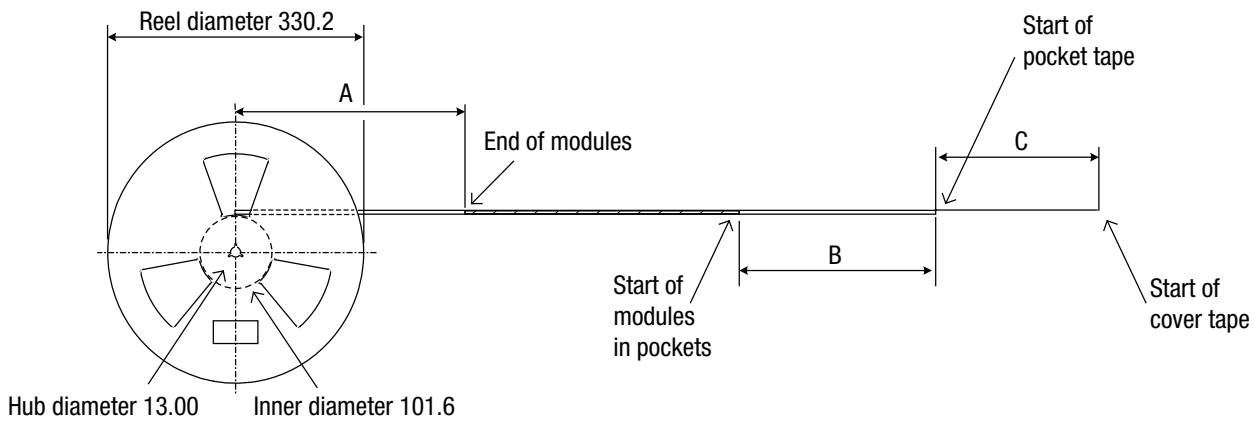 Reel diameter 330.2
Start of
pocket tape
A
End of modules
C
B
Start of
modules
in pockets
Start of
cover tape
Hub diameter 13.00
Inner diameter 101.6